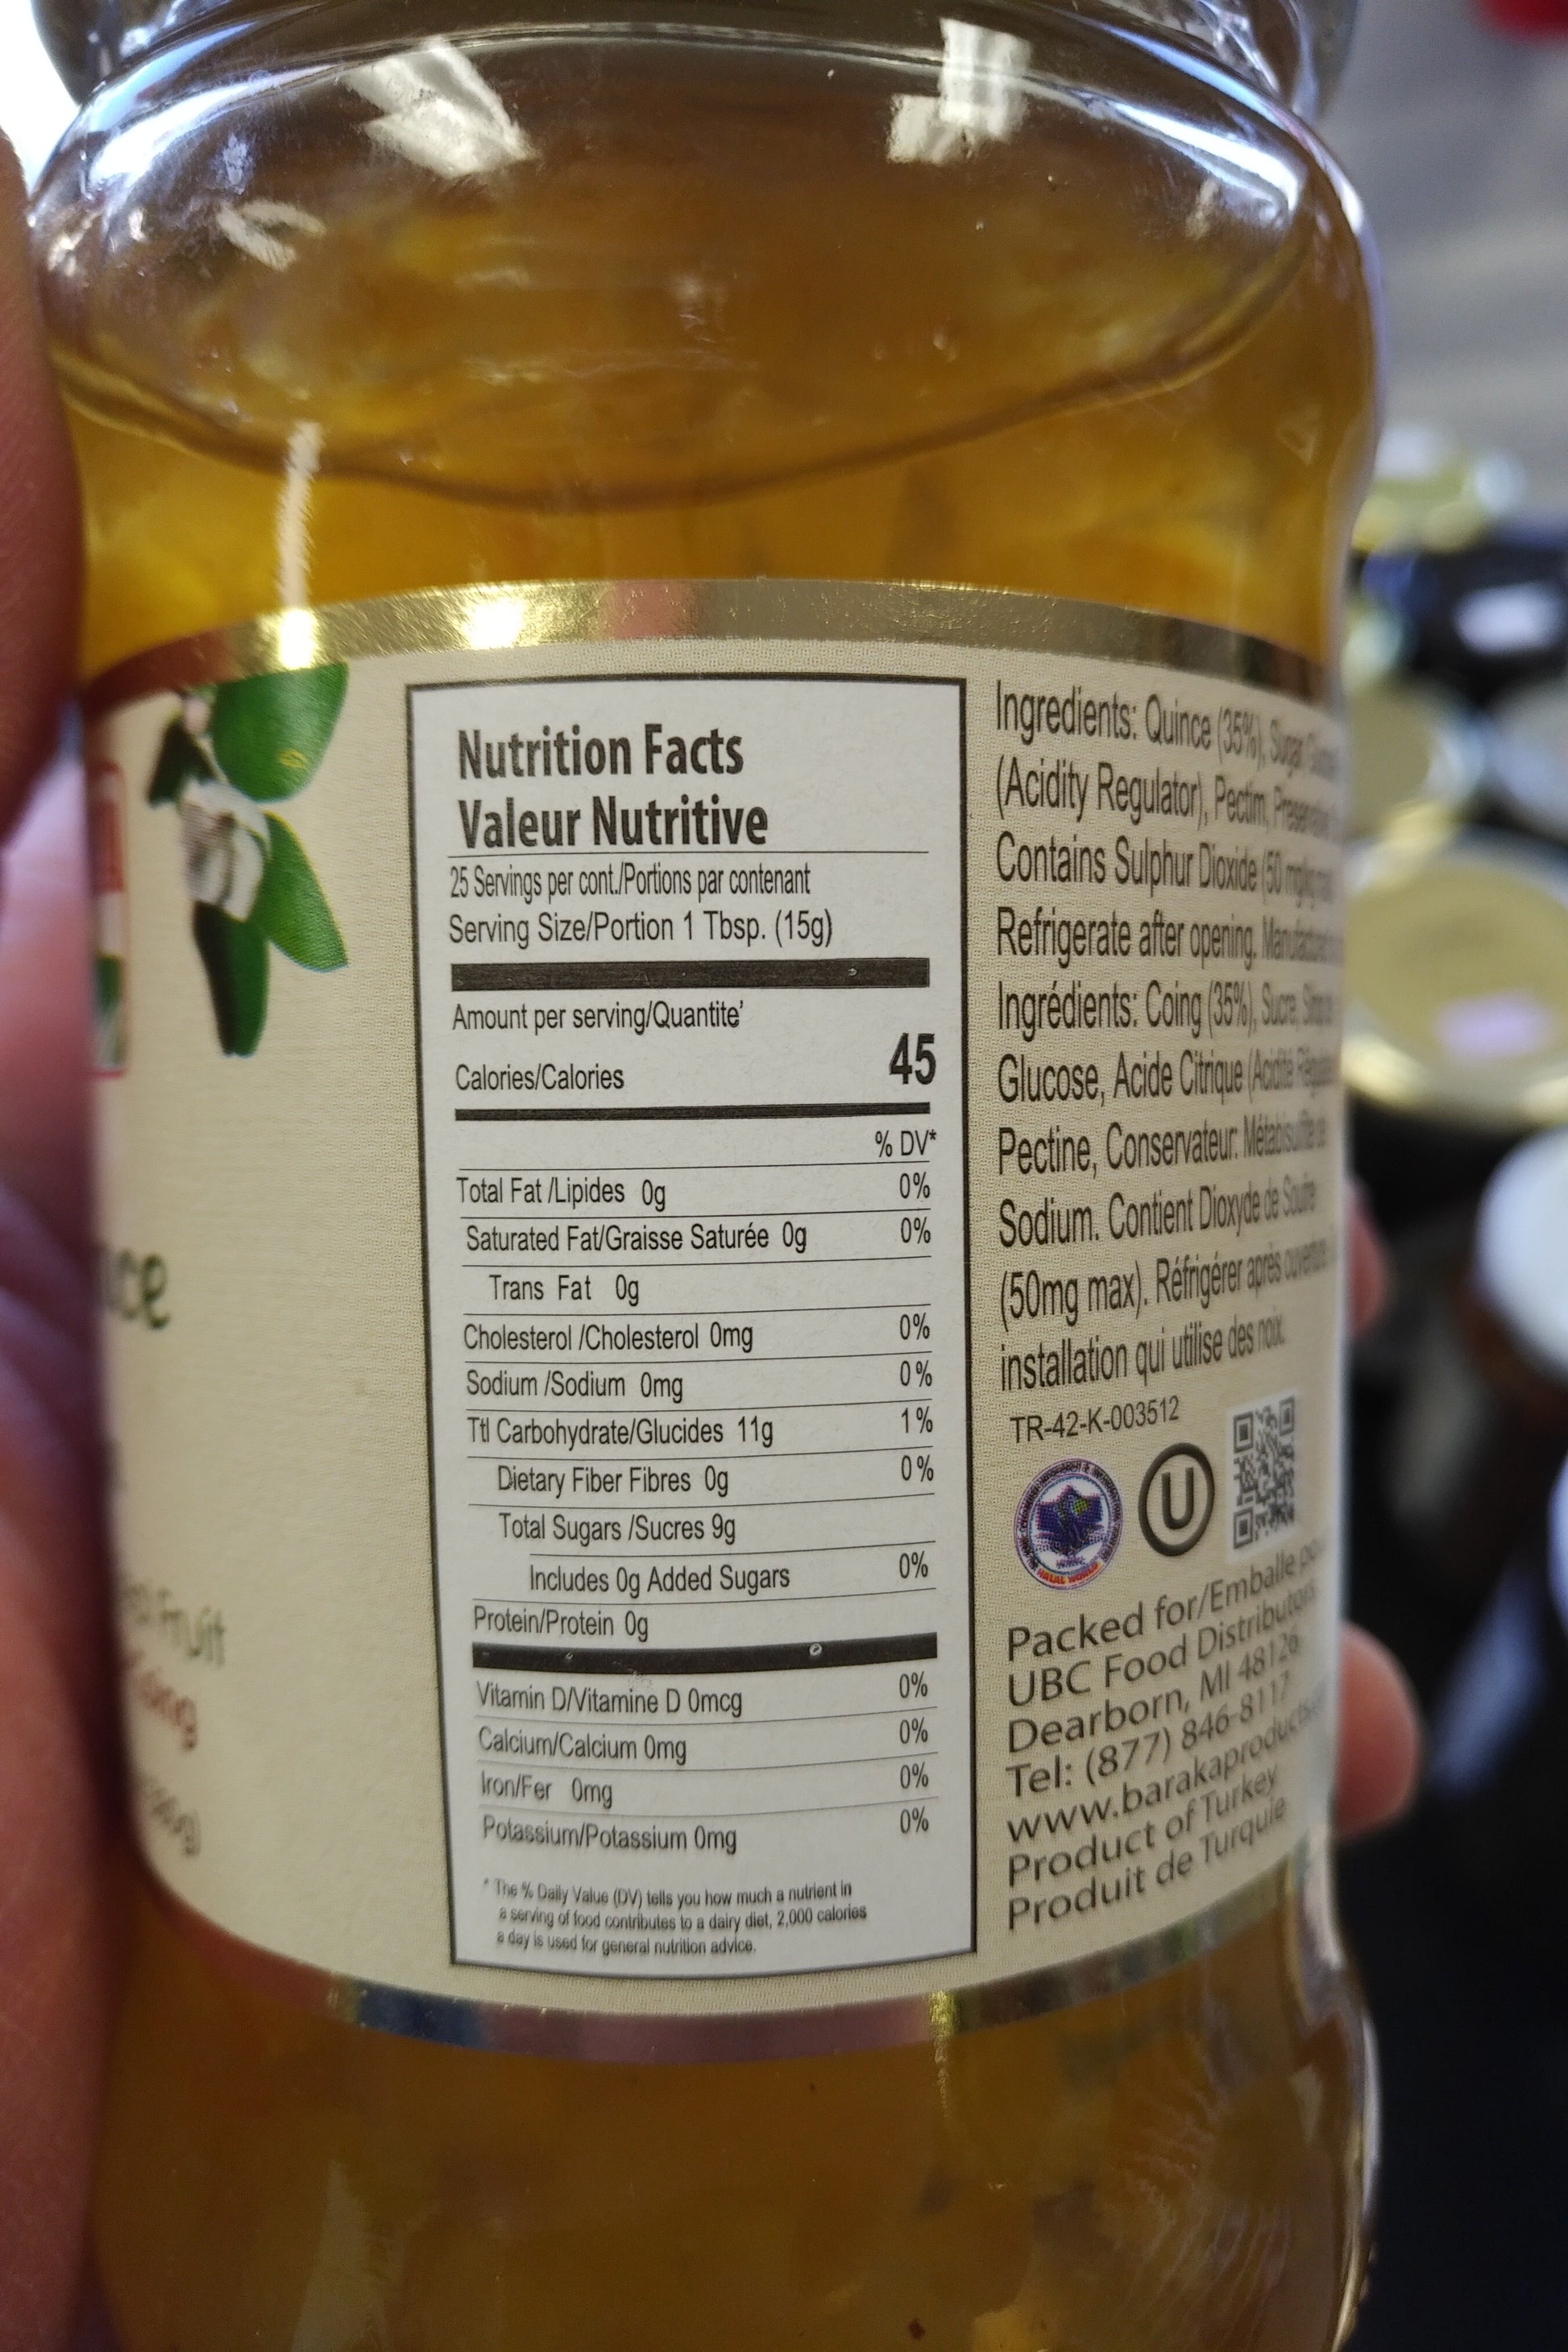 Nutrition Facts
Valeur Nutritive
25 Servings per cont./Portions par contenant
Serving Size/Portion 1 Tbsp. (15g)
Amount per serving/Quantite'
Calories/Calories 45
% DV*
Total Fat /Lipides 0g 0%
Saturated Fat/Graisse Saturée 0g 0%
Trans Fat 0g
Cholesterol /Cholesterol 0mg 0%
Sodium /Sodium 0mg 0%
Ttl Carbohydrate/Glucides 11g 1%
Dietary Fiber Fibres 0g 0%
Total Sugars /Sucres 9g
Includes 0g Added Sugars 0%
Protein/Protein 0g
Vitamin D/Vitamine D 0mcg 0%
Calcium/Calcium 0mg 0%
Iron/Fer 0mg 0%
Potassium/Potassium 0mg 0%
* The % Daily Value (DV) tells you how much a nutrient in
a serving of food contributes to a dairy diet, 2,000 calories
a day is used for general nutrition advice.
Ingredients: Quince (35%), Sugar,
(Acidity Regulator), Pectim,
Contains Sulphur Dioxide (50 mg/kg
Refrigerate after opening.
Ingrédients: Coing (35%), Sucre,
Glucose, Acide Citrique (Acidité
Pectine, Conservateur: Métabisulfite de
Sodium. Contient Dioxyde de Soufre
(50mg max). Réfrigérer après
installation qui utilise des noix.
TR-42-K-003512
HALAL WORLD
U
Packed for/Emballe
UBC Food Distributors
Dearborn, MI 48126
Tel: (877) 846-8117
www.barakaproducts
Product of Turkey
Produit de Turquie
Fruit